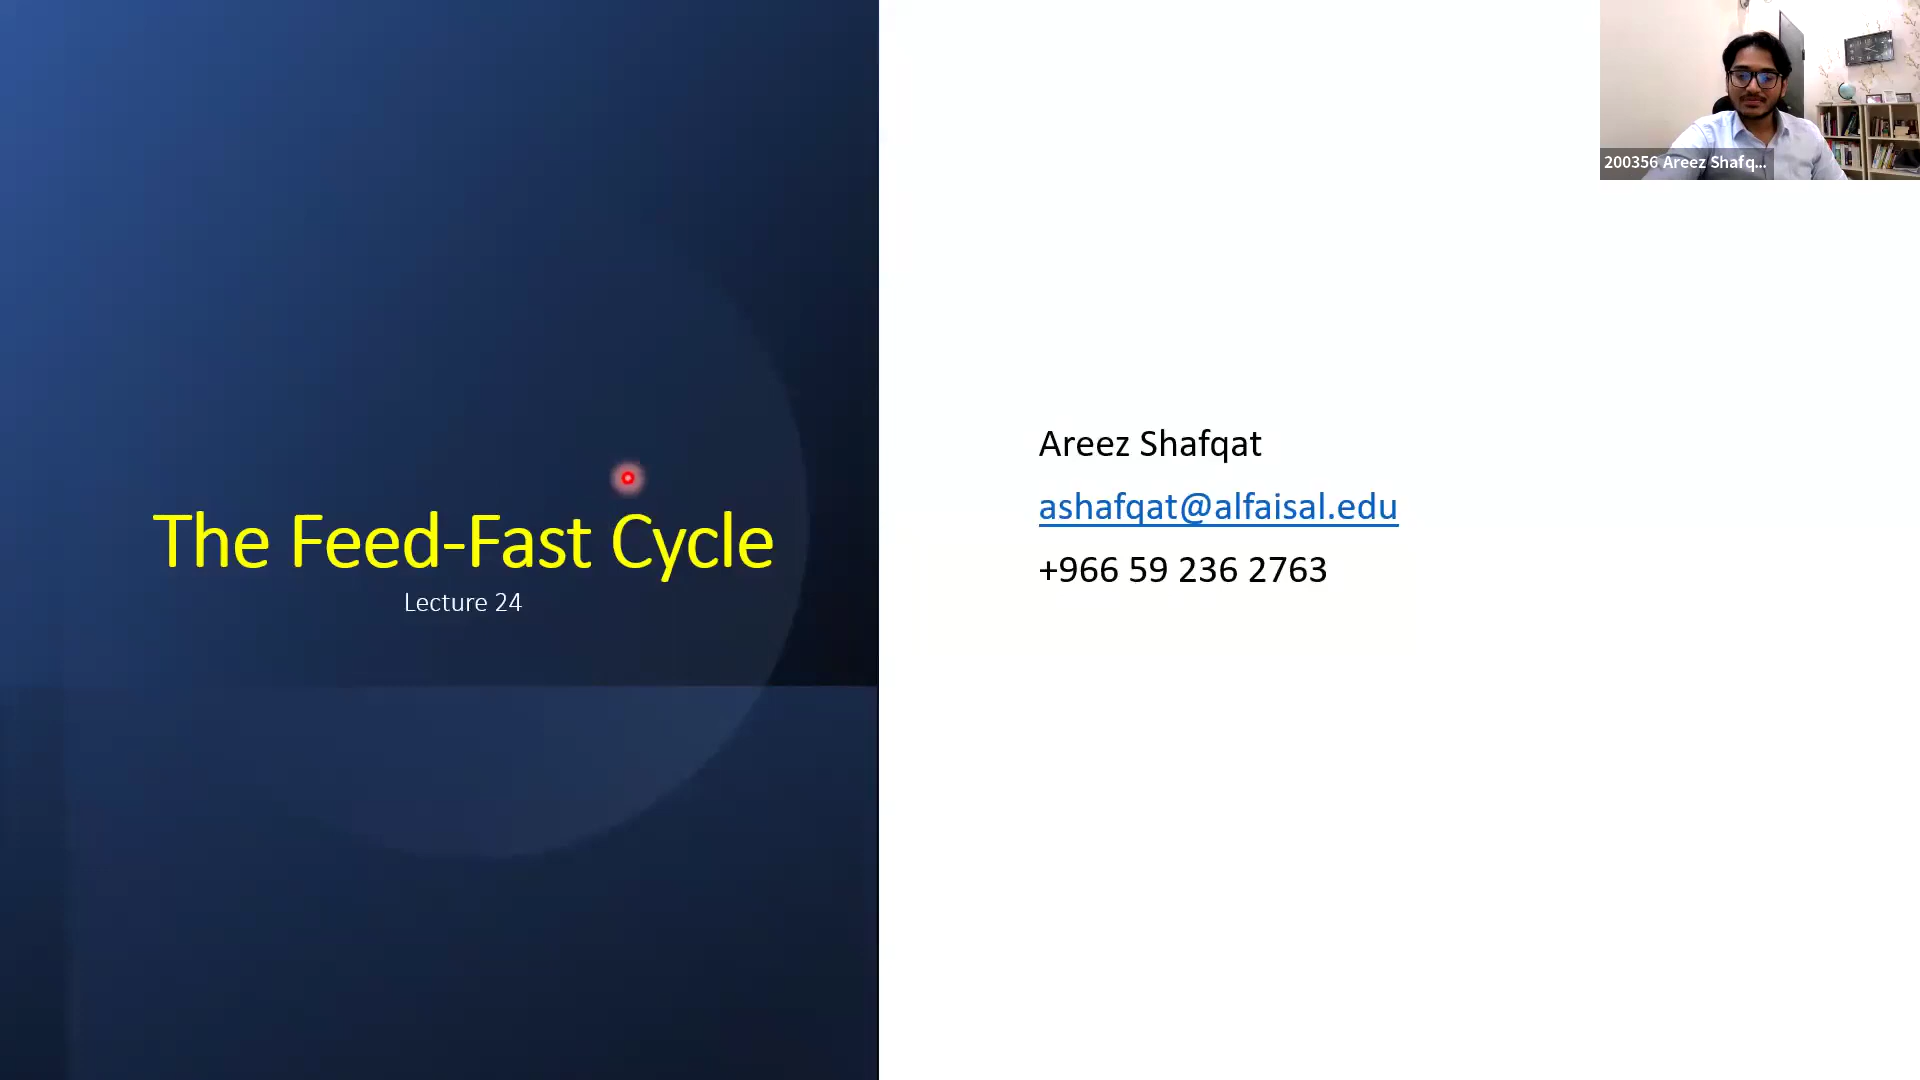 The Feed-Fast Cycle
Lecture 24
Areez Shafqat
ashafqat@alfaisal.edu
+966 59 236 2763
200356 Areez Shafq...